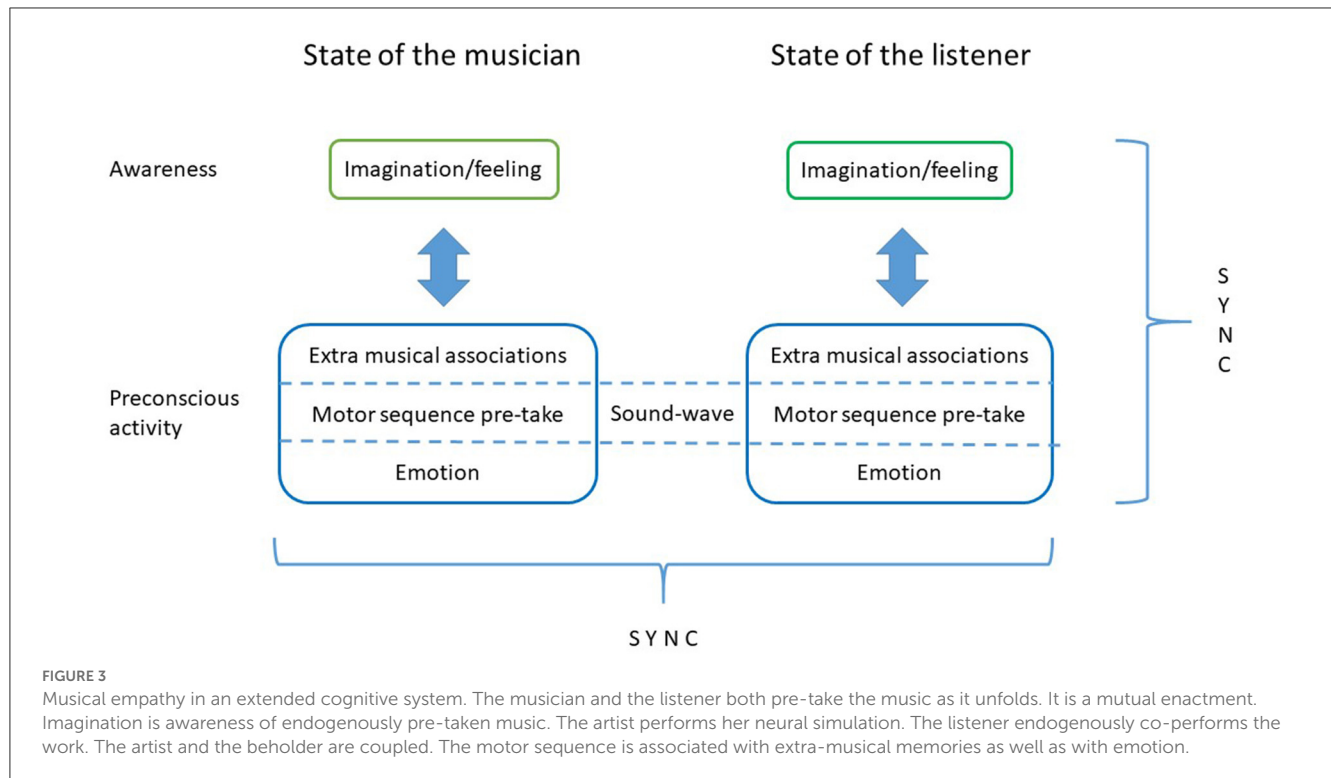 State of the musician
State of the listener
Awareness
Imagination/feeling
Imagination/feeling
Preconscious
activity
Extra musical associations
Motor sequence pre-take
Emotion
Sound-wave
Extra musical associations
Motor sequence pre-take
Emotion
S
Y
N
C
S Y N C
FIGURE 3
Musical empathy in an extended cognitive system. The musician and the listener both pre-take the music as it unfolds. It is a mutual enactment.
Imagination is awareness of endogenously pre-taken music. The artist performs her neural simulation. The listener endogenously co-performs the
work. The artist and the beholder are coupled. The motor sequence is associated with extra-musical memories as well as with emotion.